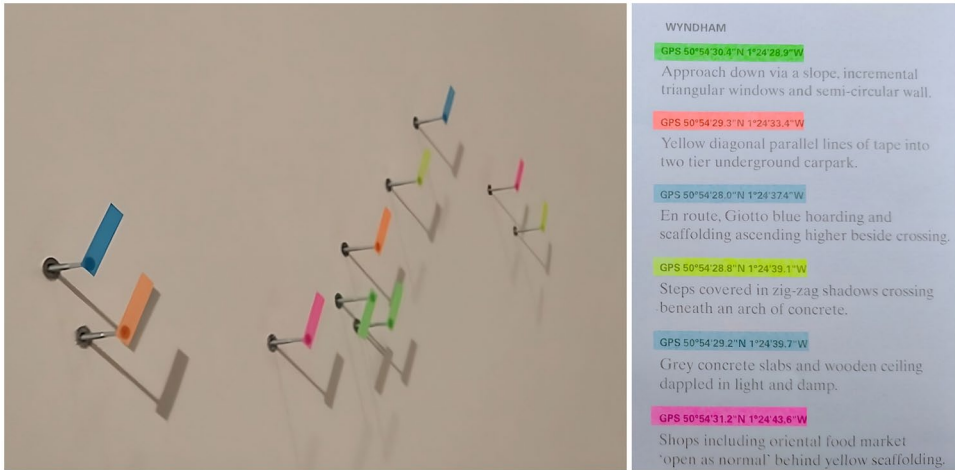 WYNDHAM
GPS 50°54'30.4"N 1°24'28.9"W
Approach down via a slope, incremental
triangular windows and semi-circular wall.
GPS 50°54'29.3"N 1°24'33.4"W
Yellow diagonal parallel lines of tape into
two tier underground carpark.
GPS 50°54'28.0"N 1°24'37.4"W
En route, Giotto blue hoarding and
scaffolding ascending higher beside crossing.
GPS 50°54'28.8"N 1°24'39.1"W
Steps covered in zig-zag shadows crossing
beneath an arch of concrete.
GPS 50°54'29.2"N 1°24'39.7"W
Grey concrete slabs and wooden ceiling
dappled in light and damp.
GPS 50°54'31.2"N 1°24'43.6"W
Shops including oriental food market
'open as normal' behind yellow scaffolding.